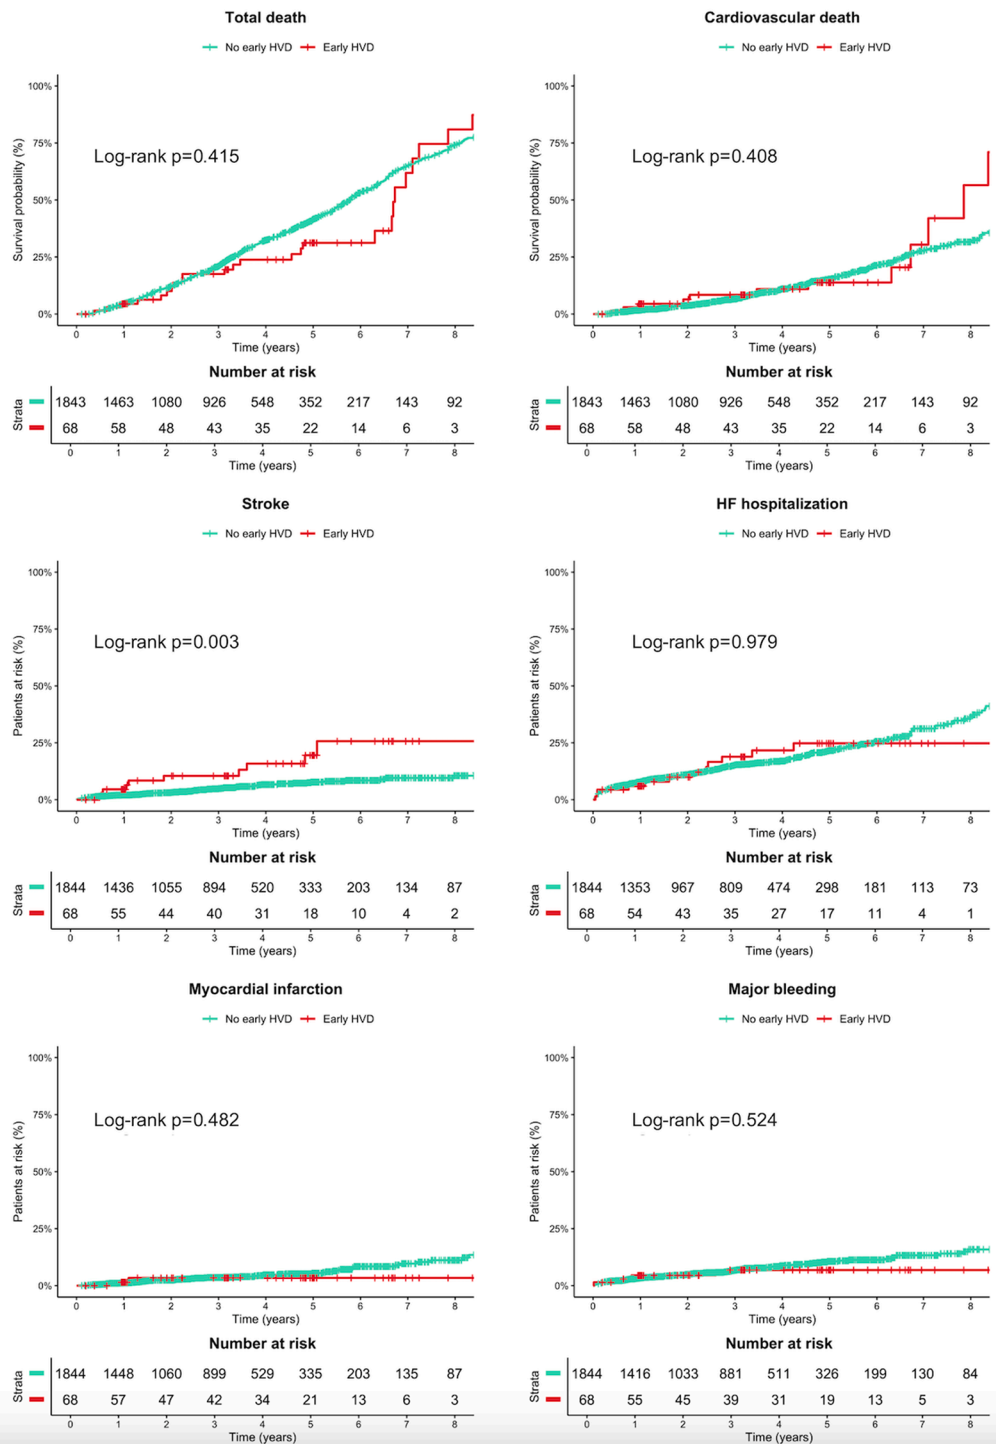 Total death
No early HVD Early HVD
Survival probability (%)
100%
75%
50%
25%
0%
Log-rank p=0.415
0 1 2 3 4 5 6 7 8
Time (years)
Number at risk
Strata
1843 1463 1080 926 548 352 217 143 92
68 58 48 43 35 22 14 6 3
0 1 2 3 4 5 6 7 8
Time (years)
Cardiovascular death
No early HVD Early HVD
Survival probability (%)
100%
75%
50%
25%
0%
Log-rank p=0.408
0 1 2 3 4 5 6 7 8
Time (years)
Number at risk
Strata
1843 1463 1080 926 548 352 217 143 92
68 58 48 43 35 22 14 6 3
0 1 2 3 4 5 6 7 8
Time (years)
Stroke
No early HVD Early HVD
Patients at risk (%)
100%
75%
50%
25%
0%
Log-rank p=0.003
0 1 2 3 4 5 6 7 8
Time (years)
Number at risk
Strata
1844 1436 1055 894 520 333 203 134 87
68 55 44 40 31 18 10 4 2
0 1 2 3 4 5 6 7 8
Time (years)
HF hospitalization
No early HVD Early HVD
Patients at risk (%)
100%
75%
50%
25%
0%
Log-rank p=0.979
0 1 2 3 4 5 6 7 8
Time (years)
Number at risk
Strata
1844 1353 967 809 474 298 181 113 73
68 54 43 35 27 17 11 4 1
0 1 2 3 4 5 6 7 8
Time (years)
Myocardial infarction
No early HVD Early HVD
Patients at risk (%)
100%
75%
50%
25%
0%
Log-rank p=0.482
0 1 2 3 4 5 6 7 8
Time (years)
Number at risk
Strata
1844 1448 1060 899 529 335 203 135 87
68 57 47 42 34 21 13 6 3
0 1 2 3 4 5 6 7 8
Time (years)
Major bleeding
No early HVD Early HVD
Patients at risk (%)
100%
75%
50%
25%
0%
Log-rank p=0.524
0 1 2 3 4 5 6 7 8
Time (years)
Number at risk
Strata
1844 1416 1033 881 511 326 199 130 84
68 55 45 39 31 19 13 5 3
0 1 2 3 4 5 6 7 8
Time (years)